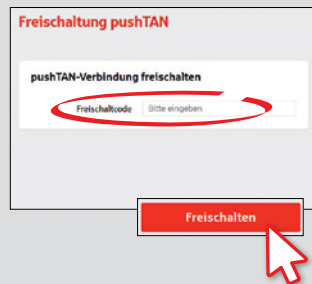 Freischaltung pushTAN
pushTAN-Verbindung freischalten
Freischaltcode Bitte eingeben
Freischalten